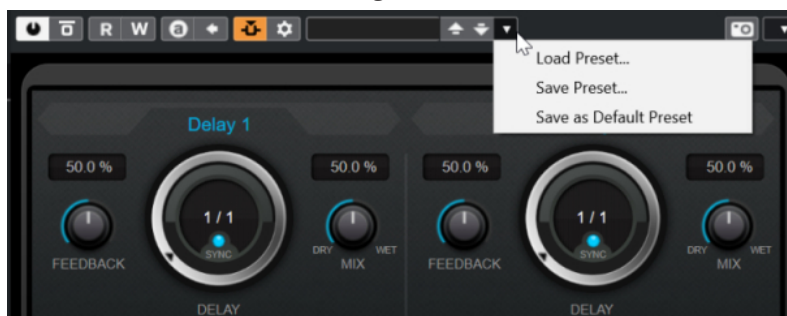 R W
Load Preset...
Save Preset...
Save as Default Preset
Delay 1
50.0 % 50.0 % 50.0 % 50.0 %
1 / 1 1 / 1
SYNC SYNC
DRY WET DRY WET
FEEDBACK MIX FEEDBACK MIX
DELAY DELAY